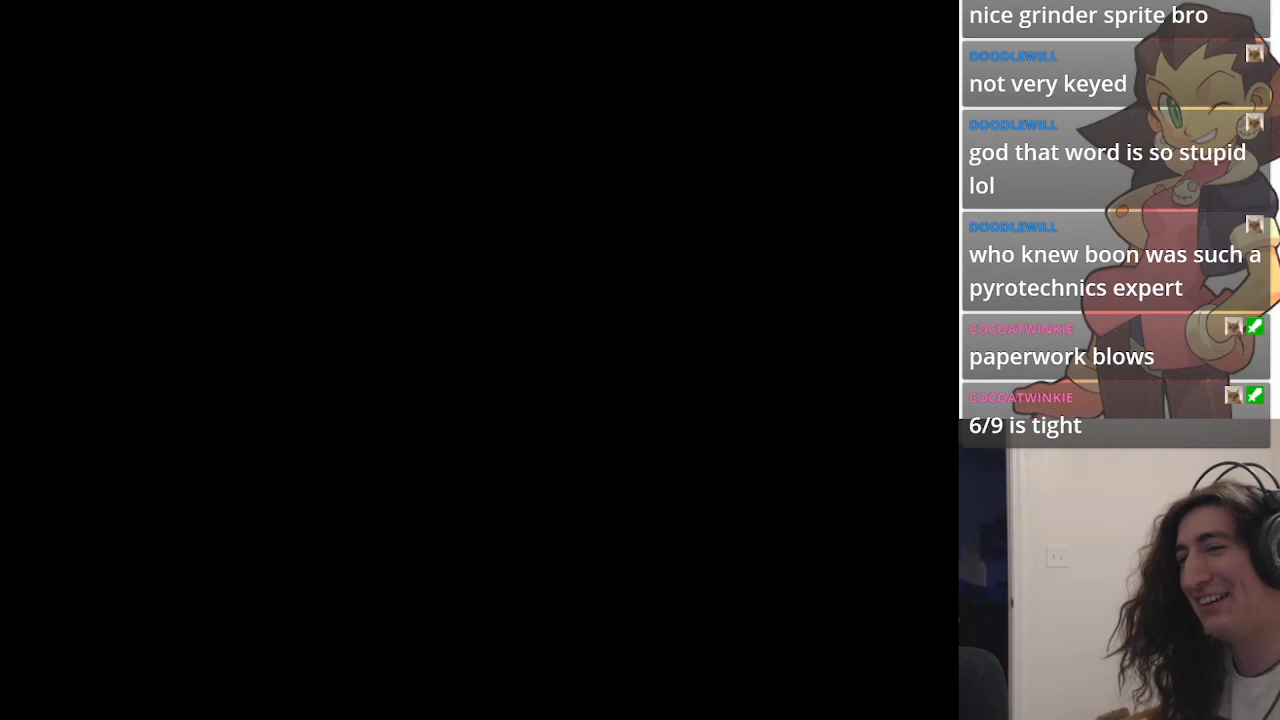 nice grinder sprite bro
DOODLEWILL
not very keyed
DOODLEWILL
god that word is so stupid
lol
DOODLEWILL
who knew boon was such a
pyrotechnics expert
COCOATWINKIE
paperwork blows
COCOATWINKIE
6/9 is tight